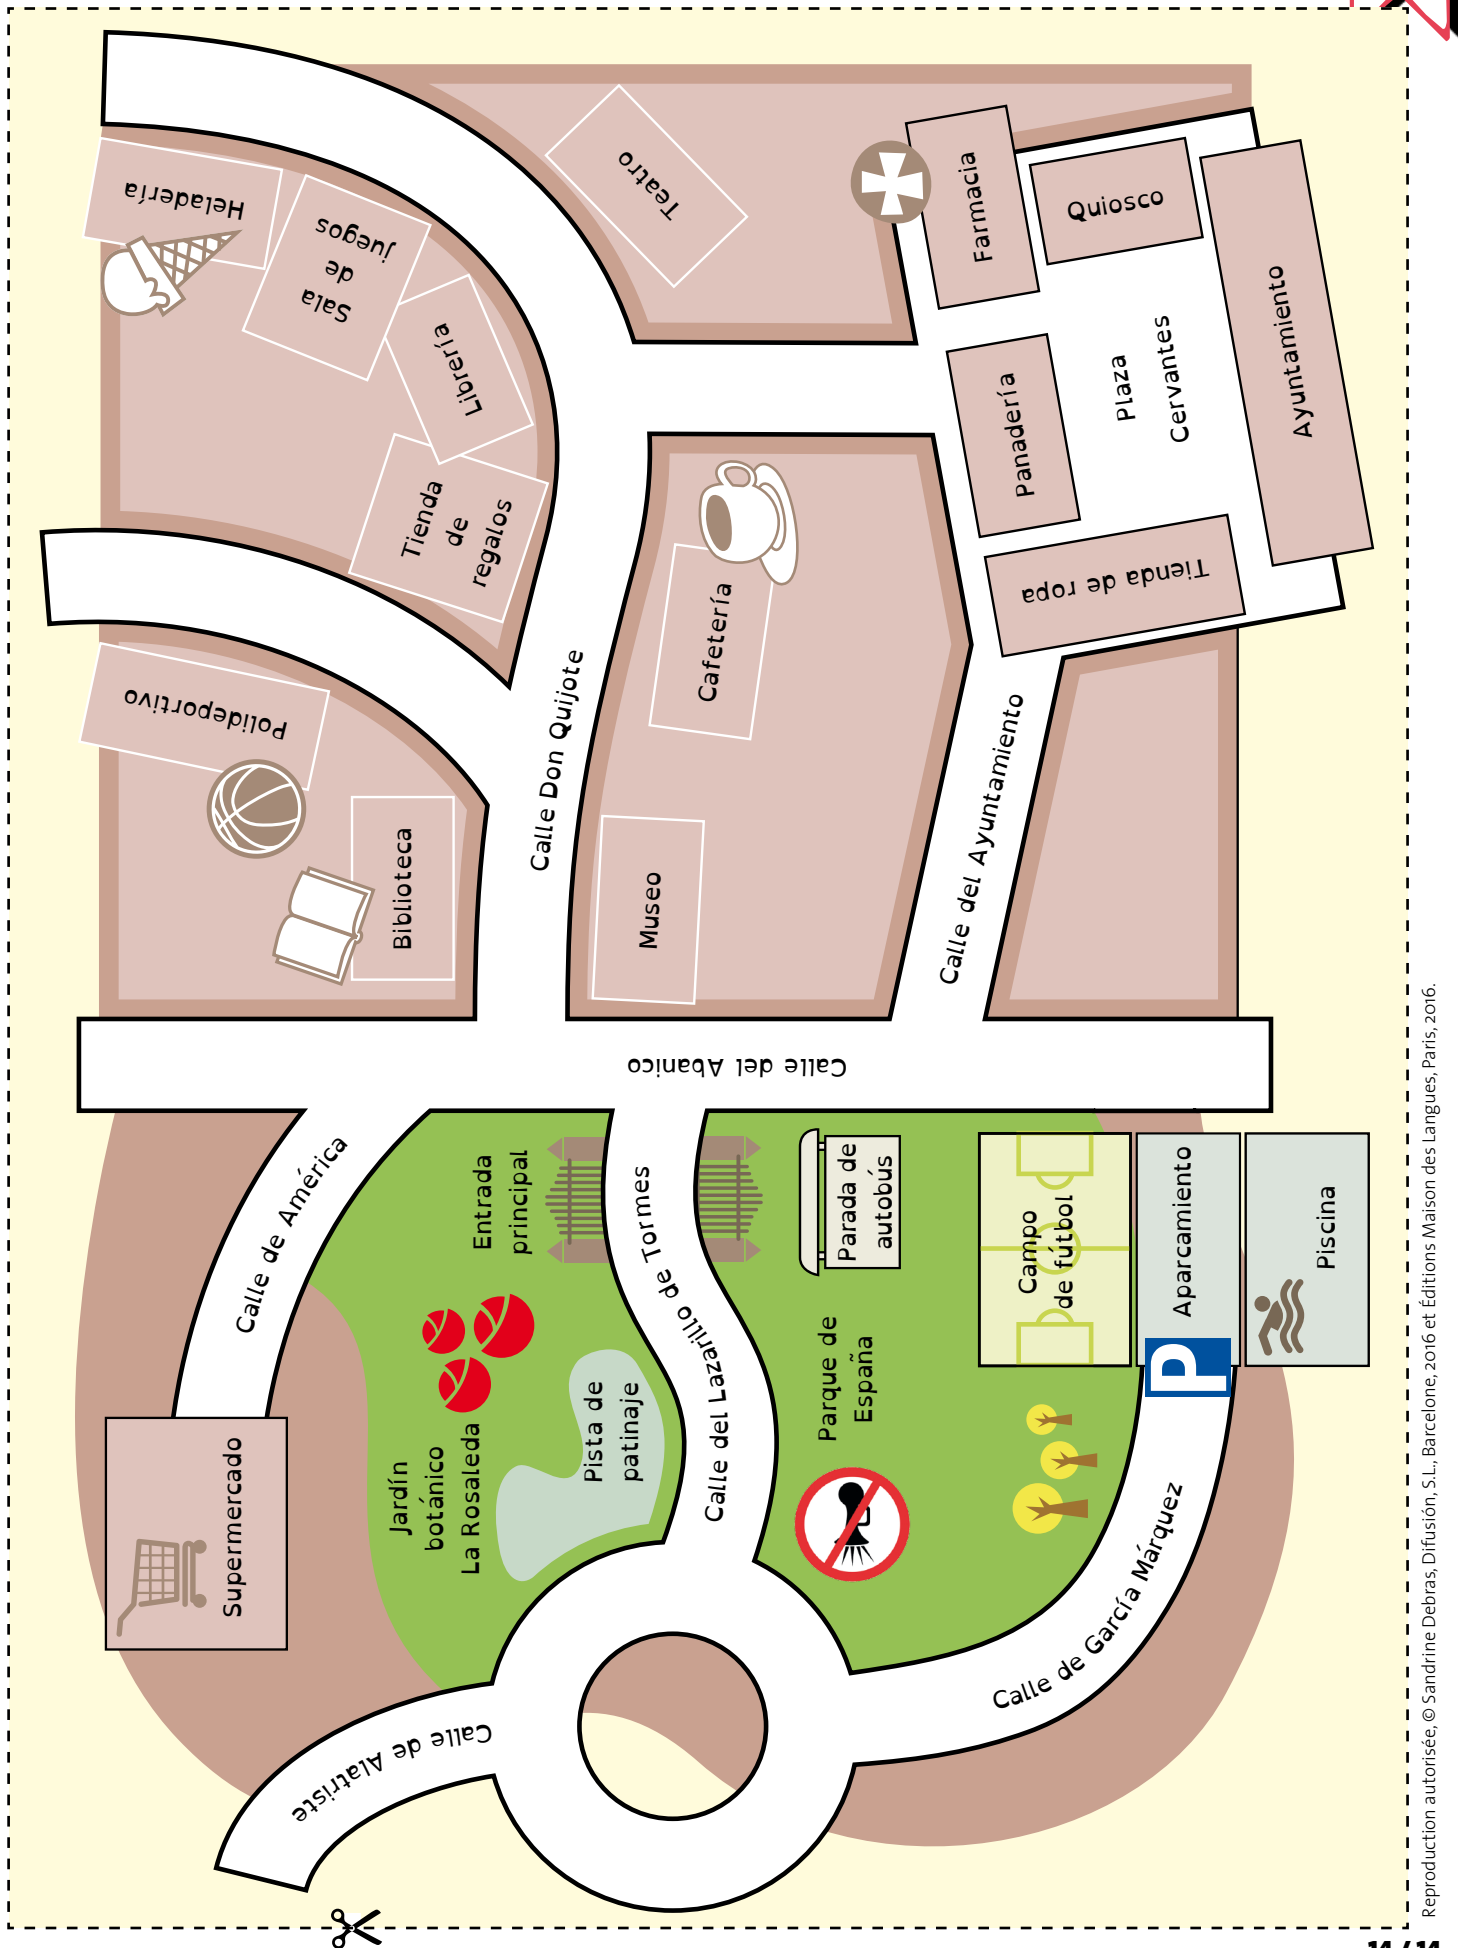 Heladería
Sala
de
juegos
Librería
Tienda
de
regalos
Teatro
Farmacia
Quiosco
Panadería
Plaza
Cervantes
Ayuntamiento
Tienda de ropa
Cafetería
Museo
Polideportivo
Biblioteca
Calle Don Quijote
Calle del Ayuntamiento
Calle del Abanico
Calle de América
Entrada
principal
Calle del Lazarillo de Tormes
Parada de
autobús
Campo
de fútbol
Aparcamiento
P
Piscina
Supermercado
Jardín
botánico
La Rosaleda
Pista de
patinaje
Parque de
España
Calle de García Márquez
Calle de Alatriste
Reproduction autorisée, © Sandrine Debras, Difusión, S.L., Barcelone, 2016 et Éditions Maison des Langues, Paris, 2016.
14 / 14